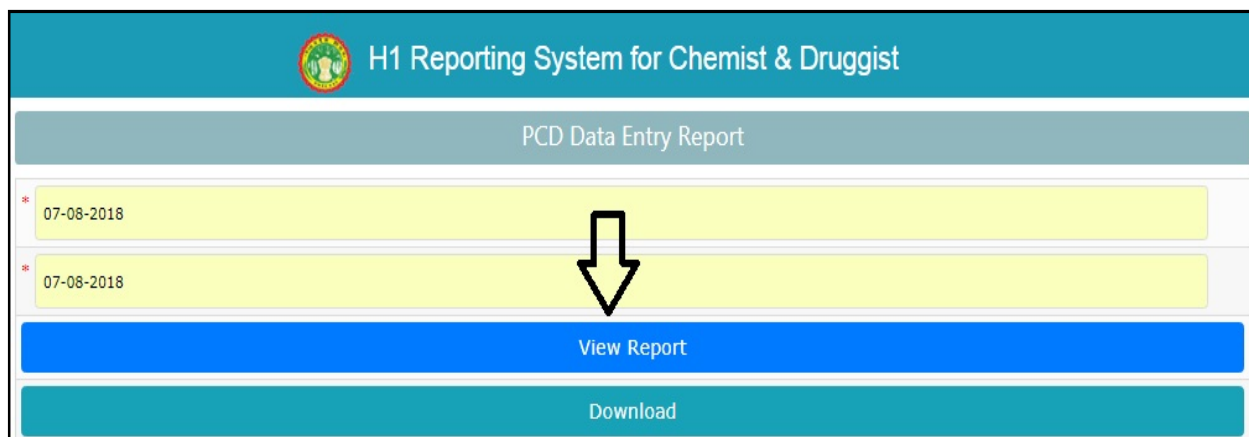 H1 Reporting System for Chemist & Druggist
PCD Data Entry Report
* 07-08-2018
* 07-08-2018
View Report
Download